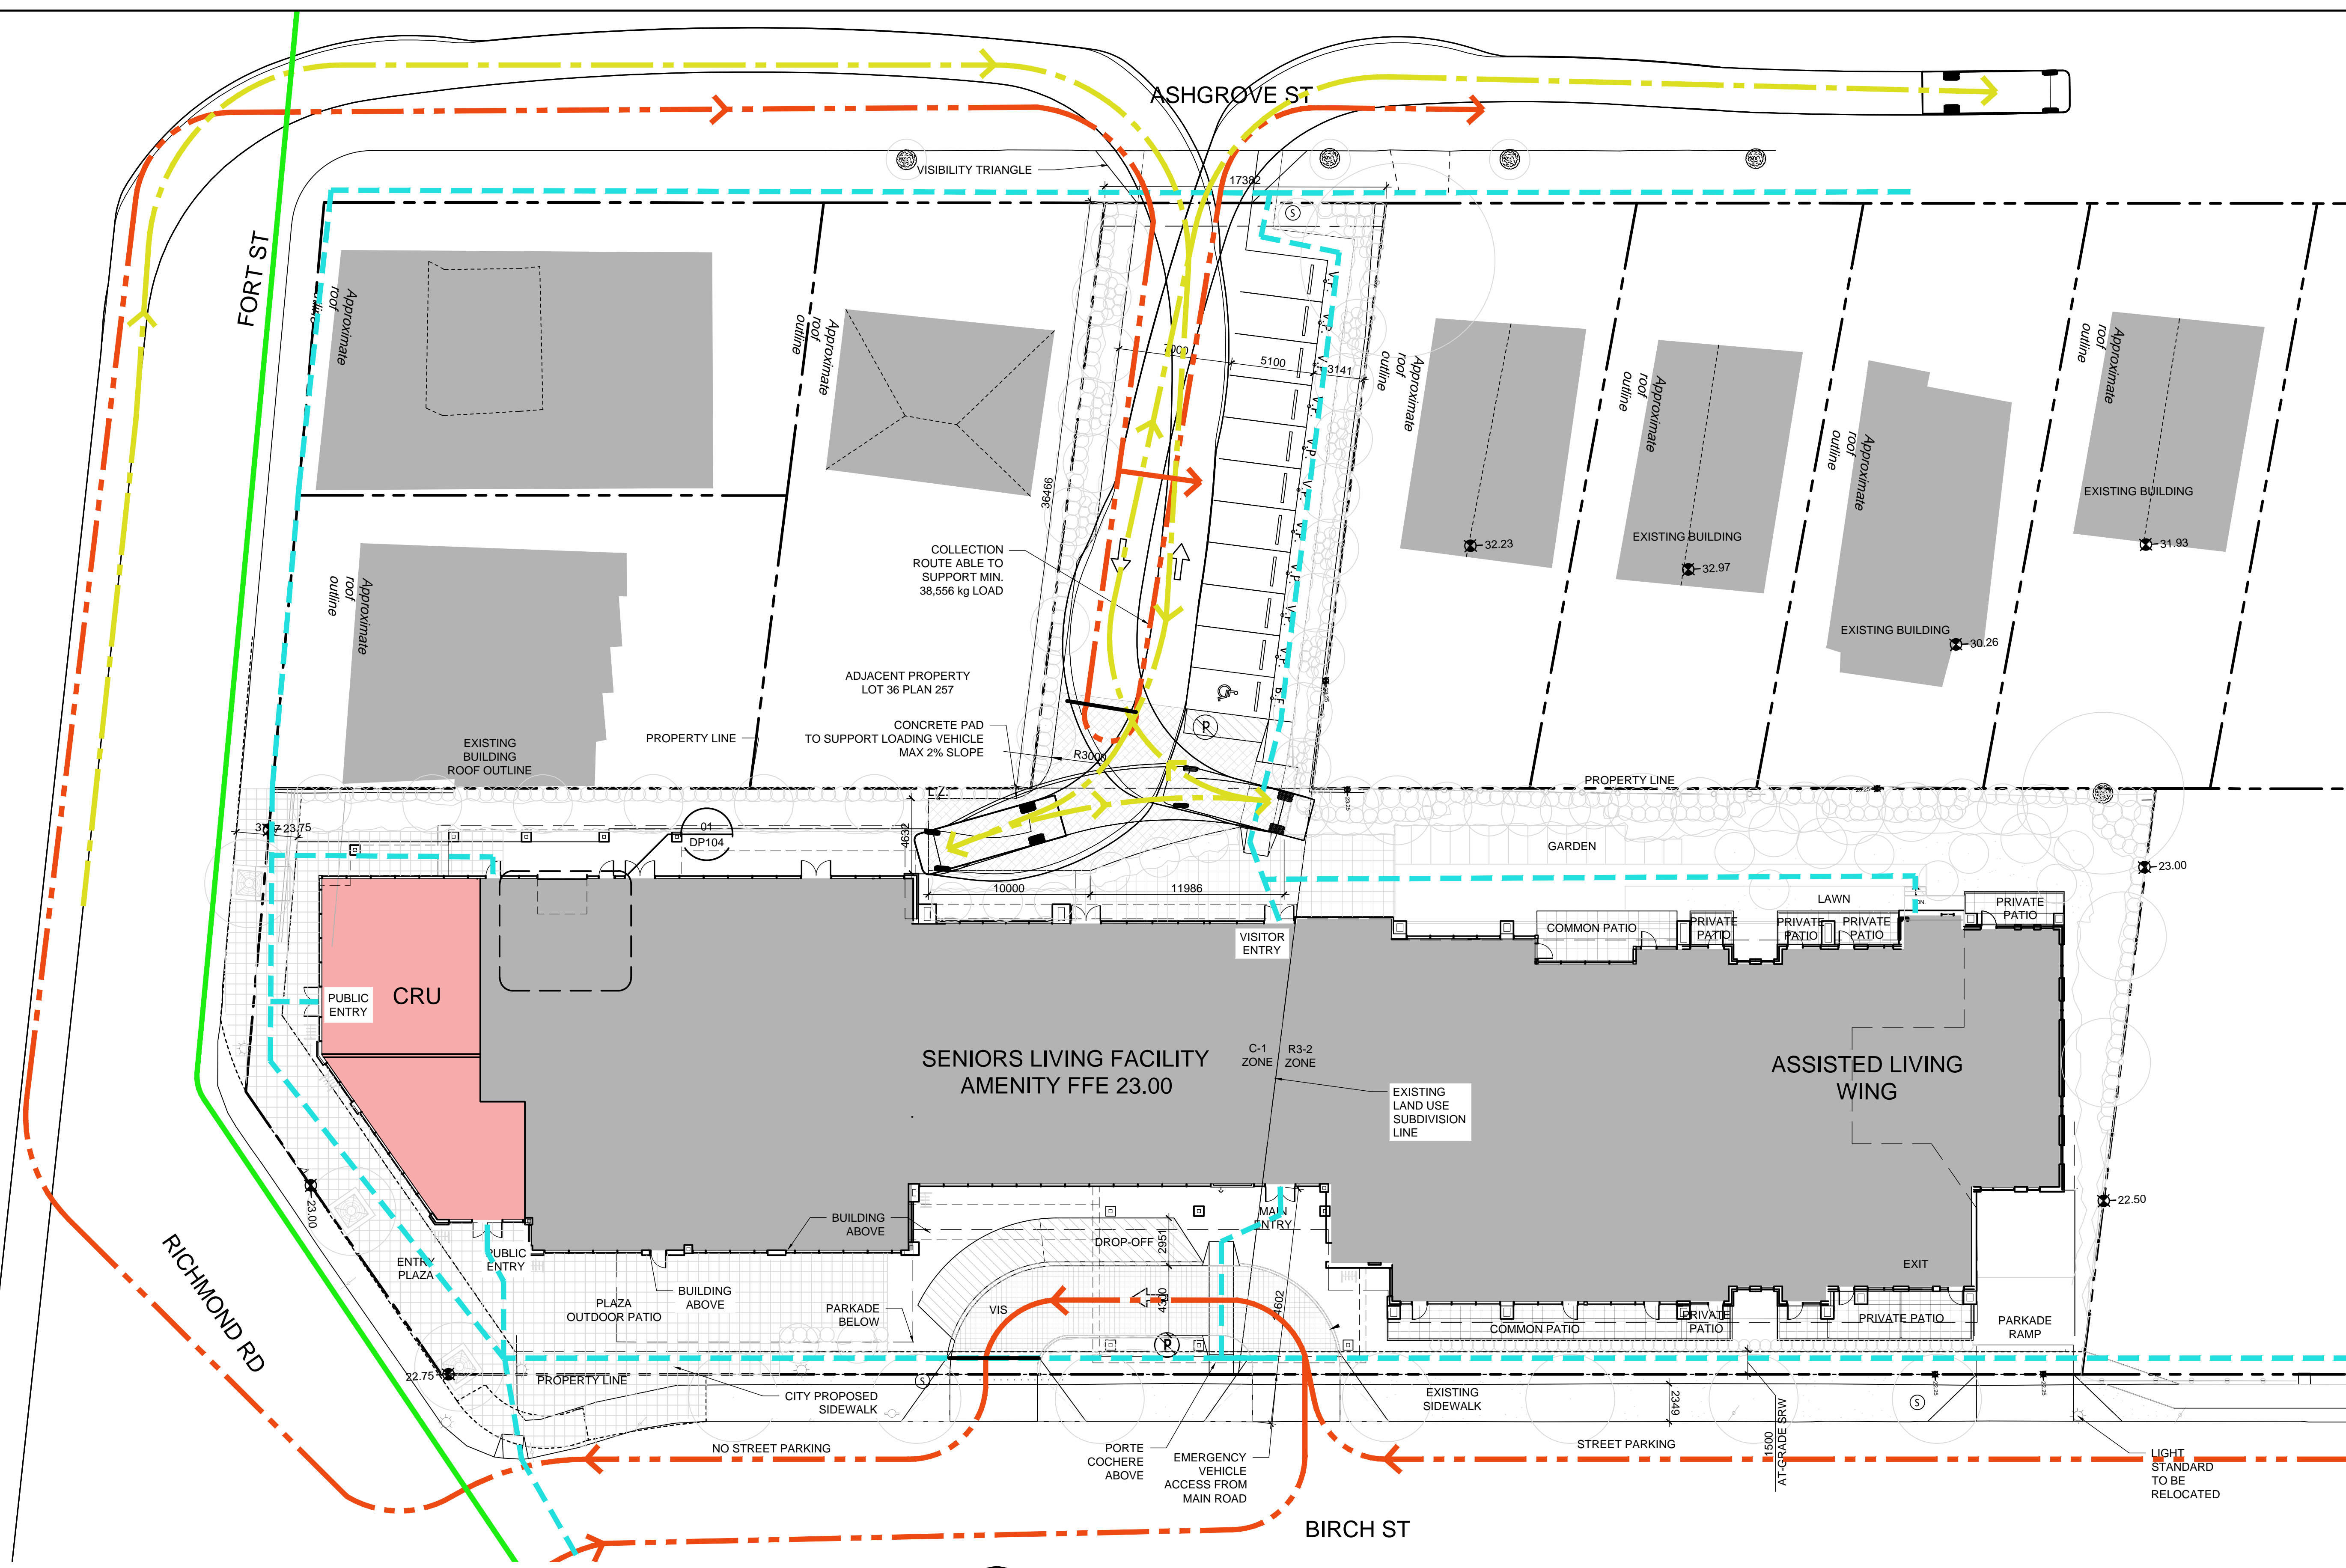 ASHGROVE ST
VISIBILITY TRIANGLE
17382
S
FORT ST
Approximate
roof
outline
Approximate
roof
outline
7000
5100
3141
V.P.
V.P.
V.P.
V.P.
V.P.
V.P.
V.P.
V.P.
V.P.
Approximate
roof
outline
Approximate
roof
outline
Approximate
roof
outline
Approximate
roof
outline
EXISTING BUILDING
36466
EXISTING BUILDING
32.23
31.93
32.97
COLLECTION
ROUTE ABLE TO
SUPPORT MIN.
38,556 kg LOAD
Approximate
roof
outline
EXISTING BUILDING
30.26
ADJACENT PROPERTY
LOT 36 PLAN 257
CONCRETE PAD
TO SUPPORT LOADING VEHICLE
MAX 2% SLOPE
P
R3000
PROPERTY LINE
EXISTING
BUILDING
ROOF OUTLINE
PROPERTY LINE
LZ
23.75
01
DP104
4632
23.25
GARDEN
23.00
10000
11986
LAWN
VISITOR
ENTRY
COMMON PATIO
PRIVATE
PATIO
PRIVATE
PATIO
PRIVATE
PATIO
PRIVATE
PATIO
PUBLIC
ENTRY
CRU
SENIORS LIVING FACILITY
AMENITY FFE 23.00
C-1
ZONE
R3-2
ZONE
ASSISTED LIVING
WING
EXISTING
LAND USE
SUBDIVISION
LINE
23.00
22.50
BUILDING
ABOVE
MAIN
ENTRY
DROP-OFF
2951
ENTRY
PLAZA
PUBLIC
ENTRY
EXIT
RICHMOND RD
BUILDING
ABOVE
PLAZA
OUTDOOR PATIO
PARKADE
BELOW
VIS
4300
4602
P
COMMON PATIO
PRIVATE
PATIO
PRIVATE PATIO
PARKADE
RAMP
22.75
PROPERTY LINE
CITY PROPOSED
SIDEWALK
S
EXISTING
SIDEWALK
2349
22.25
22.25
S
NO STREET PARKING
PORTE
COCHERE
ABOVE
EMERGENCY
VEHICLE
ACCESS FROM
MAIN ROAD
STREET PARKING
1500
AT-GRADE SRW
LIGHT
STANDARD
TO BE
RELOCATED
BIRCH ST